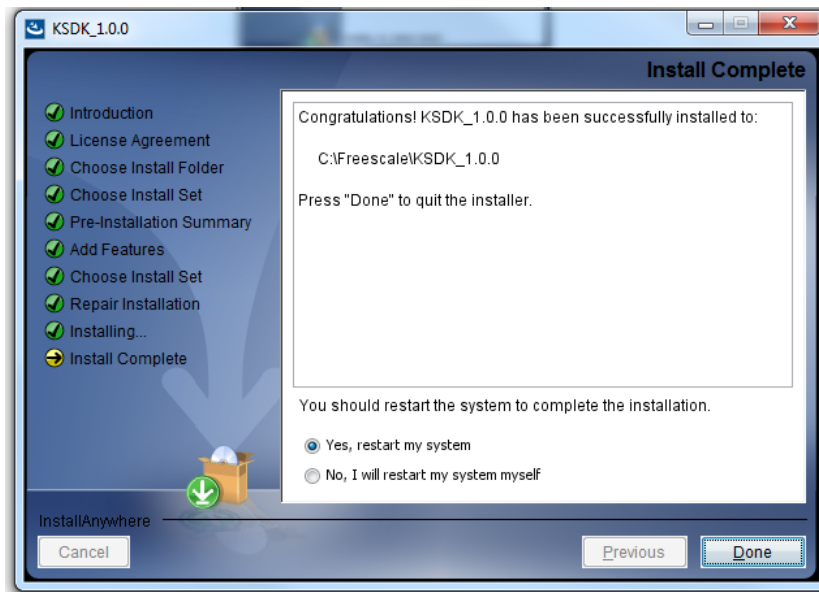 KSDK_1.0.0
Install Complete
Introduction
License Agreement
Choose Install Folder
Choose Install Set
Pre-Installation Summary
Add Features
Choose Install Set
Repair Installation
Installing...
Install Complete
Congratulations! KSDK_1.0.0 has been successfully installed to:
C:\Freescale\KSDK_1.0.0
Press "Done" to quit the installer.
You should restart the system to complete the installation.
Yes, restart my system
No, I will restart my system myself
InstallAnywhere
Cancel
Previous
Done